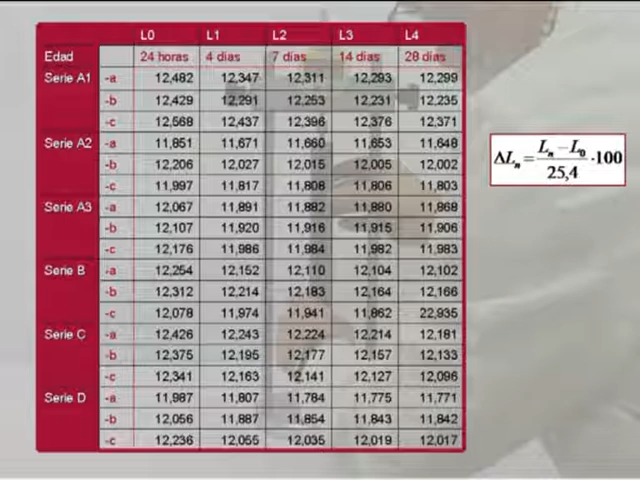 L0 L1 L2 L3 L4
Edad 24 horas 4 días 7 días 14 días 28 días
Serie A1 -a 12,482 12,347 12,311 12,293 12,299
-b 12,429 12,291 12,253 12,231 12,235
-c 12,568 12,437 12,396 12,376 12,371
Serie A2 -a 11,851 11,671 11,660 11,653 11,648
-b 12,206 12,027 12,015 12,005 12,002
-c 11,997 11,817 11,808 11,806 11,803
Serie A3 -a 12,067 11,891 11,882 11,880 11,868
-b 12,107 11,920 11,916 11,915 11,906
-c 12,176 11,986 11,984 11,982 11,983
Serie B -a 12,254 12,152 12,110 12,104 12,102
-b 12,312 12,214 12,183 12,164 12,166
-c 12,078 11,974 11,941 11,862 22,935
Serie C -a 12,426 12,243 12,224 12,214 12,181
-b 12,375 12,195 12,177 12,157 12,133
-c 12,341 12,163 12,141 12,127 12,096
Serie D -a 11,987 11,807 11,784 11,775 11,771
-b 12,056 11,887 11,854 11,843 11,842
-c 12,236 12,055 12,035 12,019 12,017
ΔLn = (Ln − L0) / 25,4 · 100